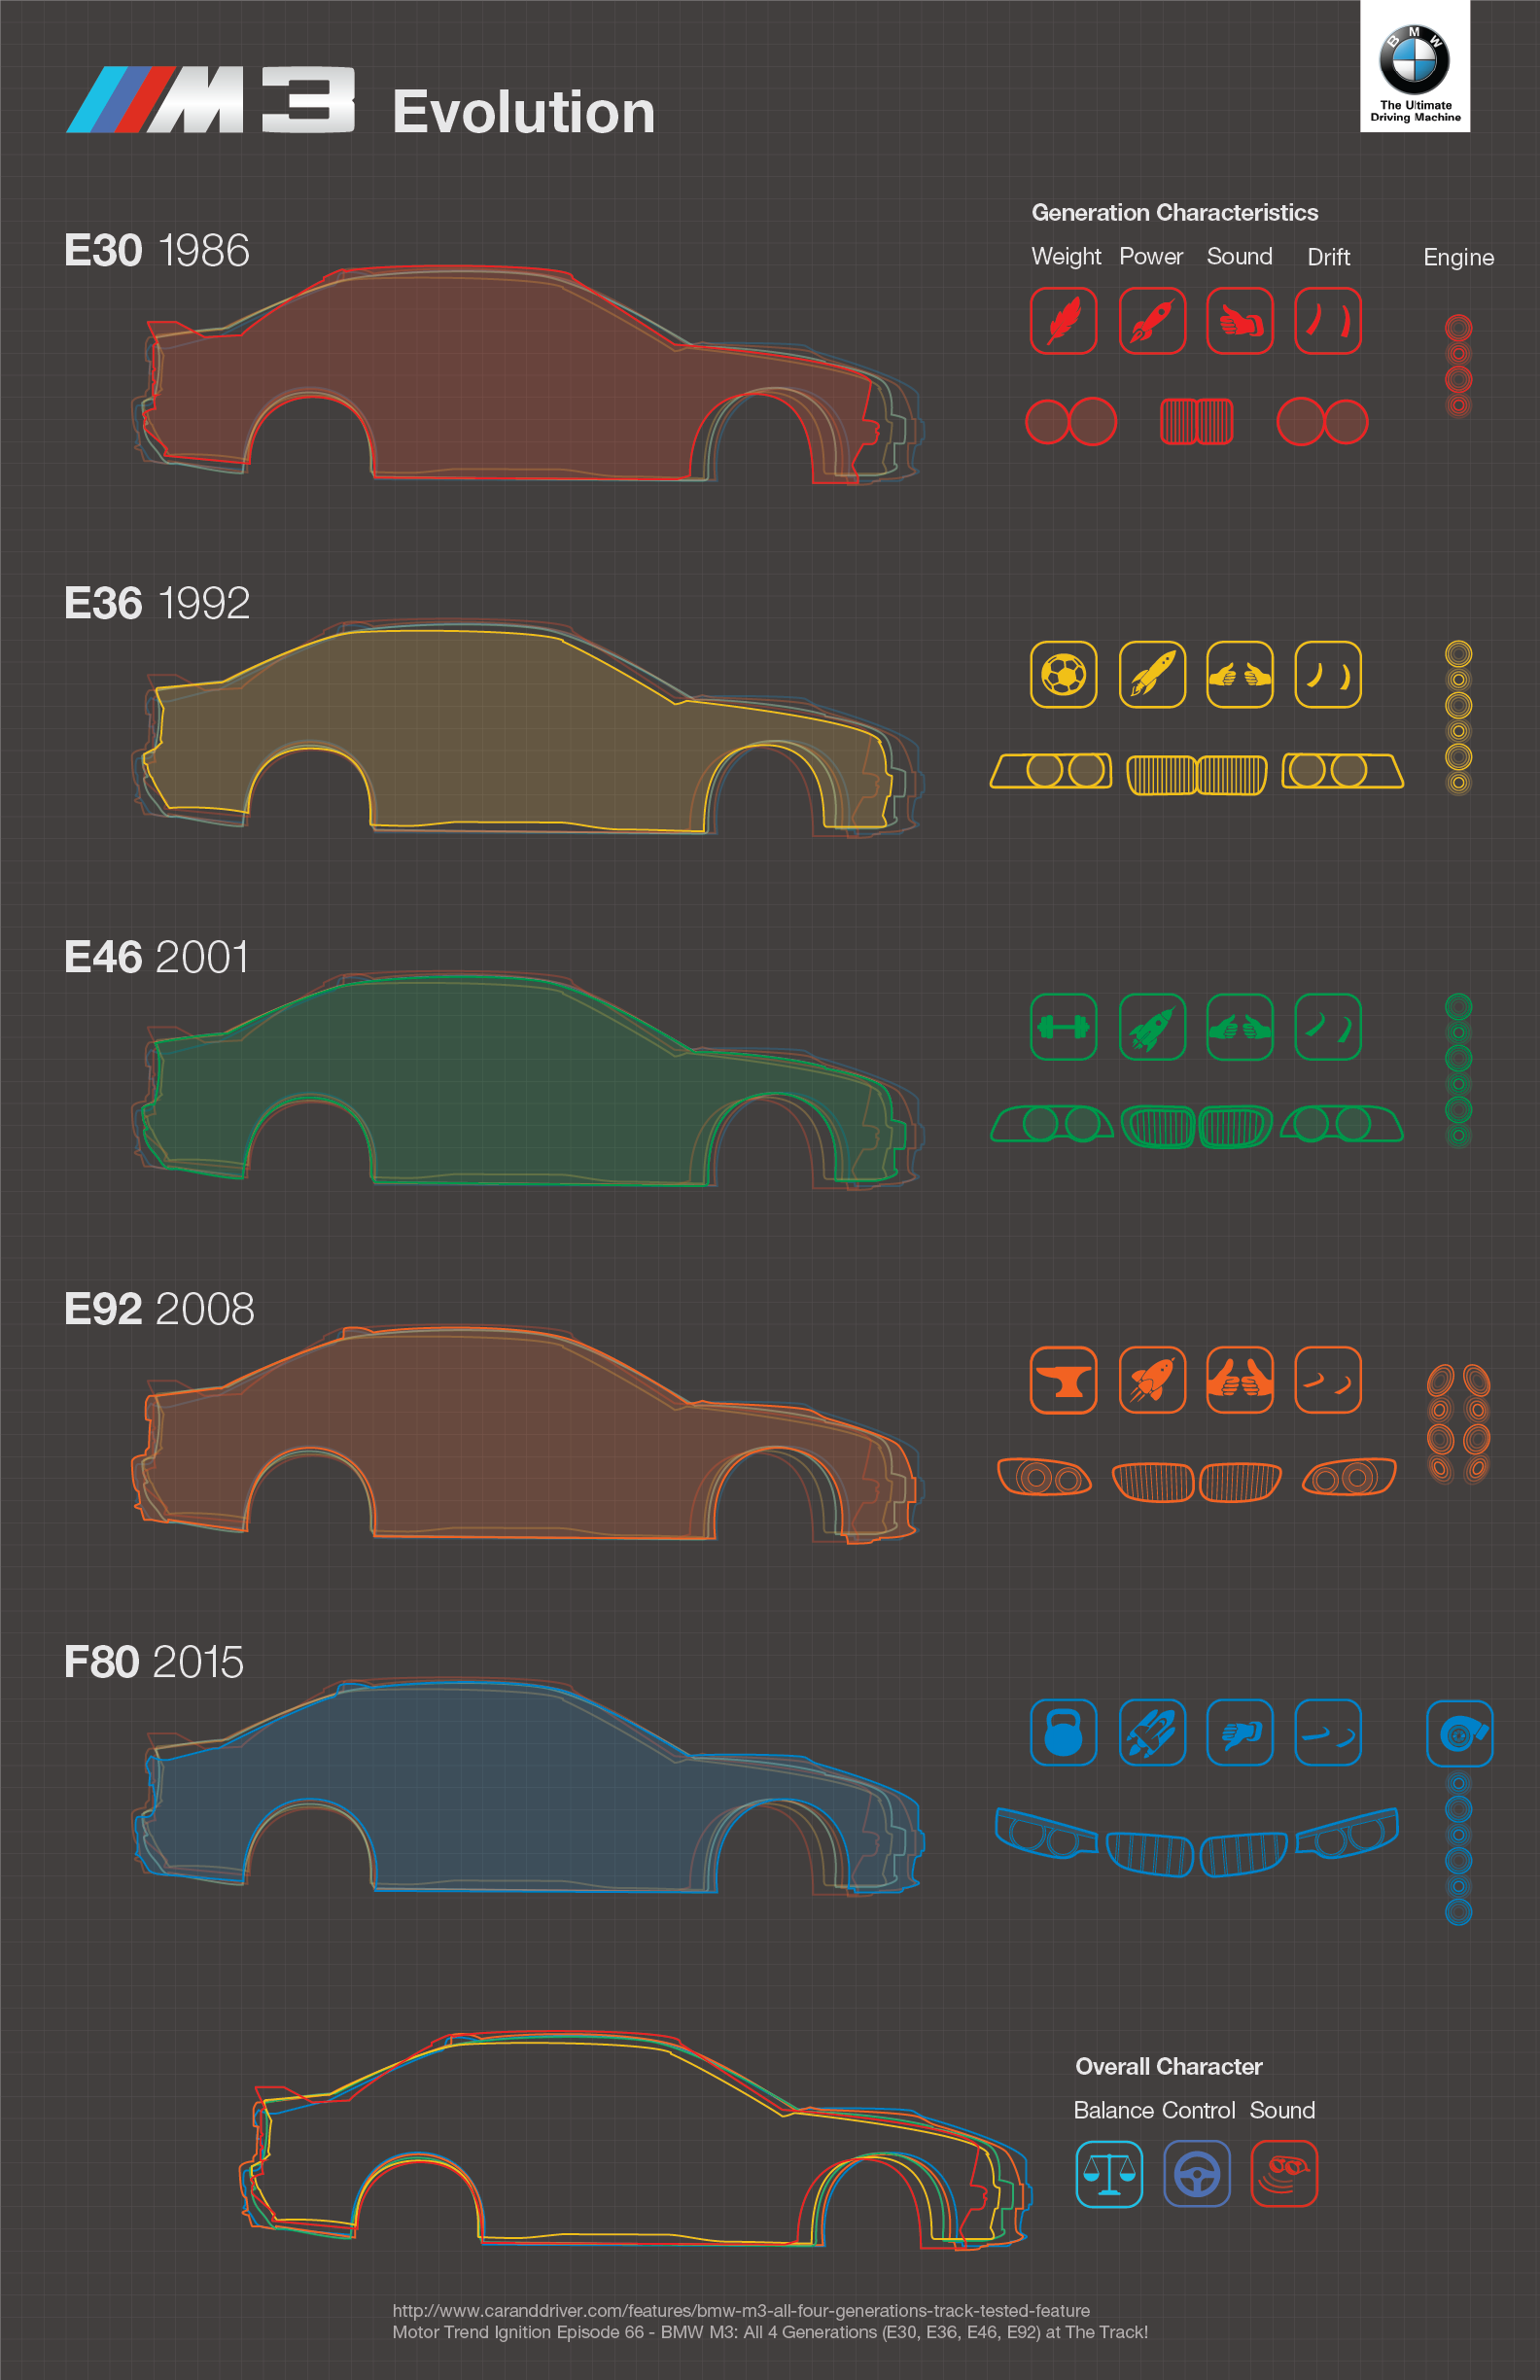 M3 Evolution
BMW
The Ultimate
Driving Machine
E30 1986
Generation Characteristics
Weight Power Sound Drift Engine
E36 1992
E46 2001
E92 2008
F80 2015
Overall Character
Balance Control Sound
http://www.caranddriver.com/features/bmw-m3-all-four-generations-track-tested-feature
Motor Trend Ignition Episode 66 - BMW M3: All 4 Generations (E30, E36, E46, E92) at The Track!